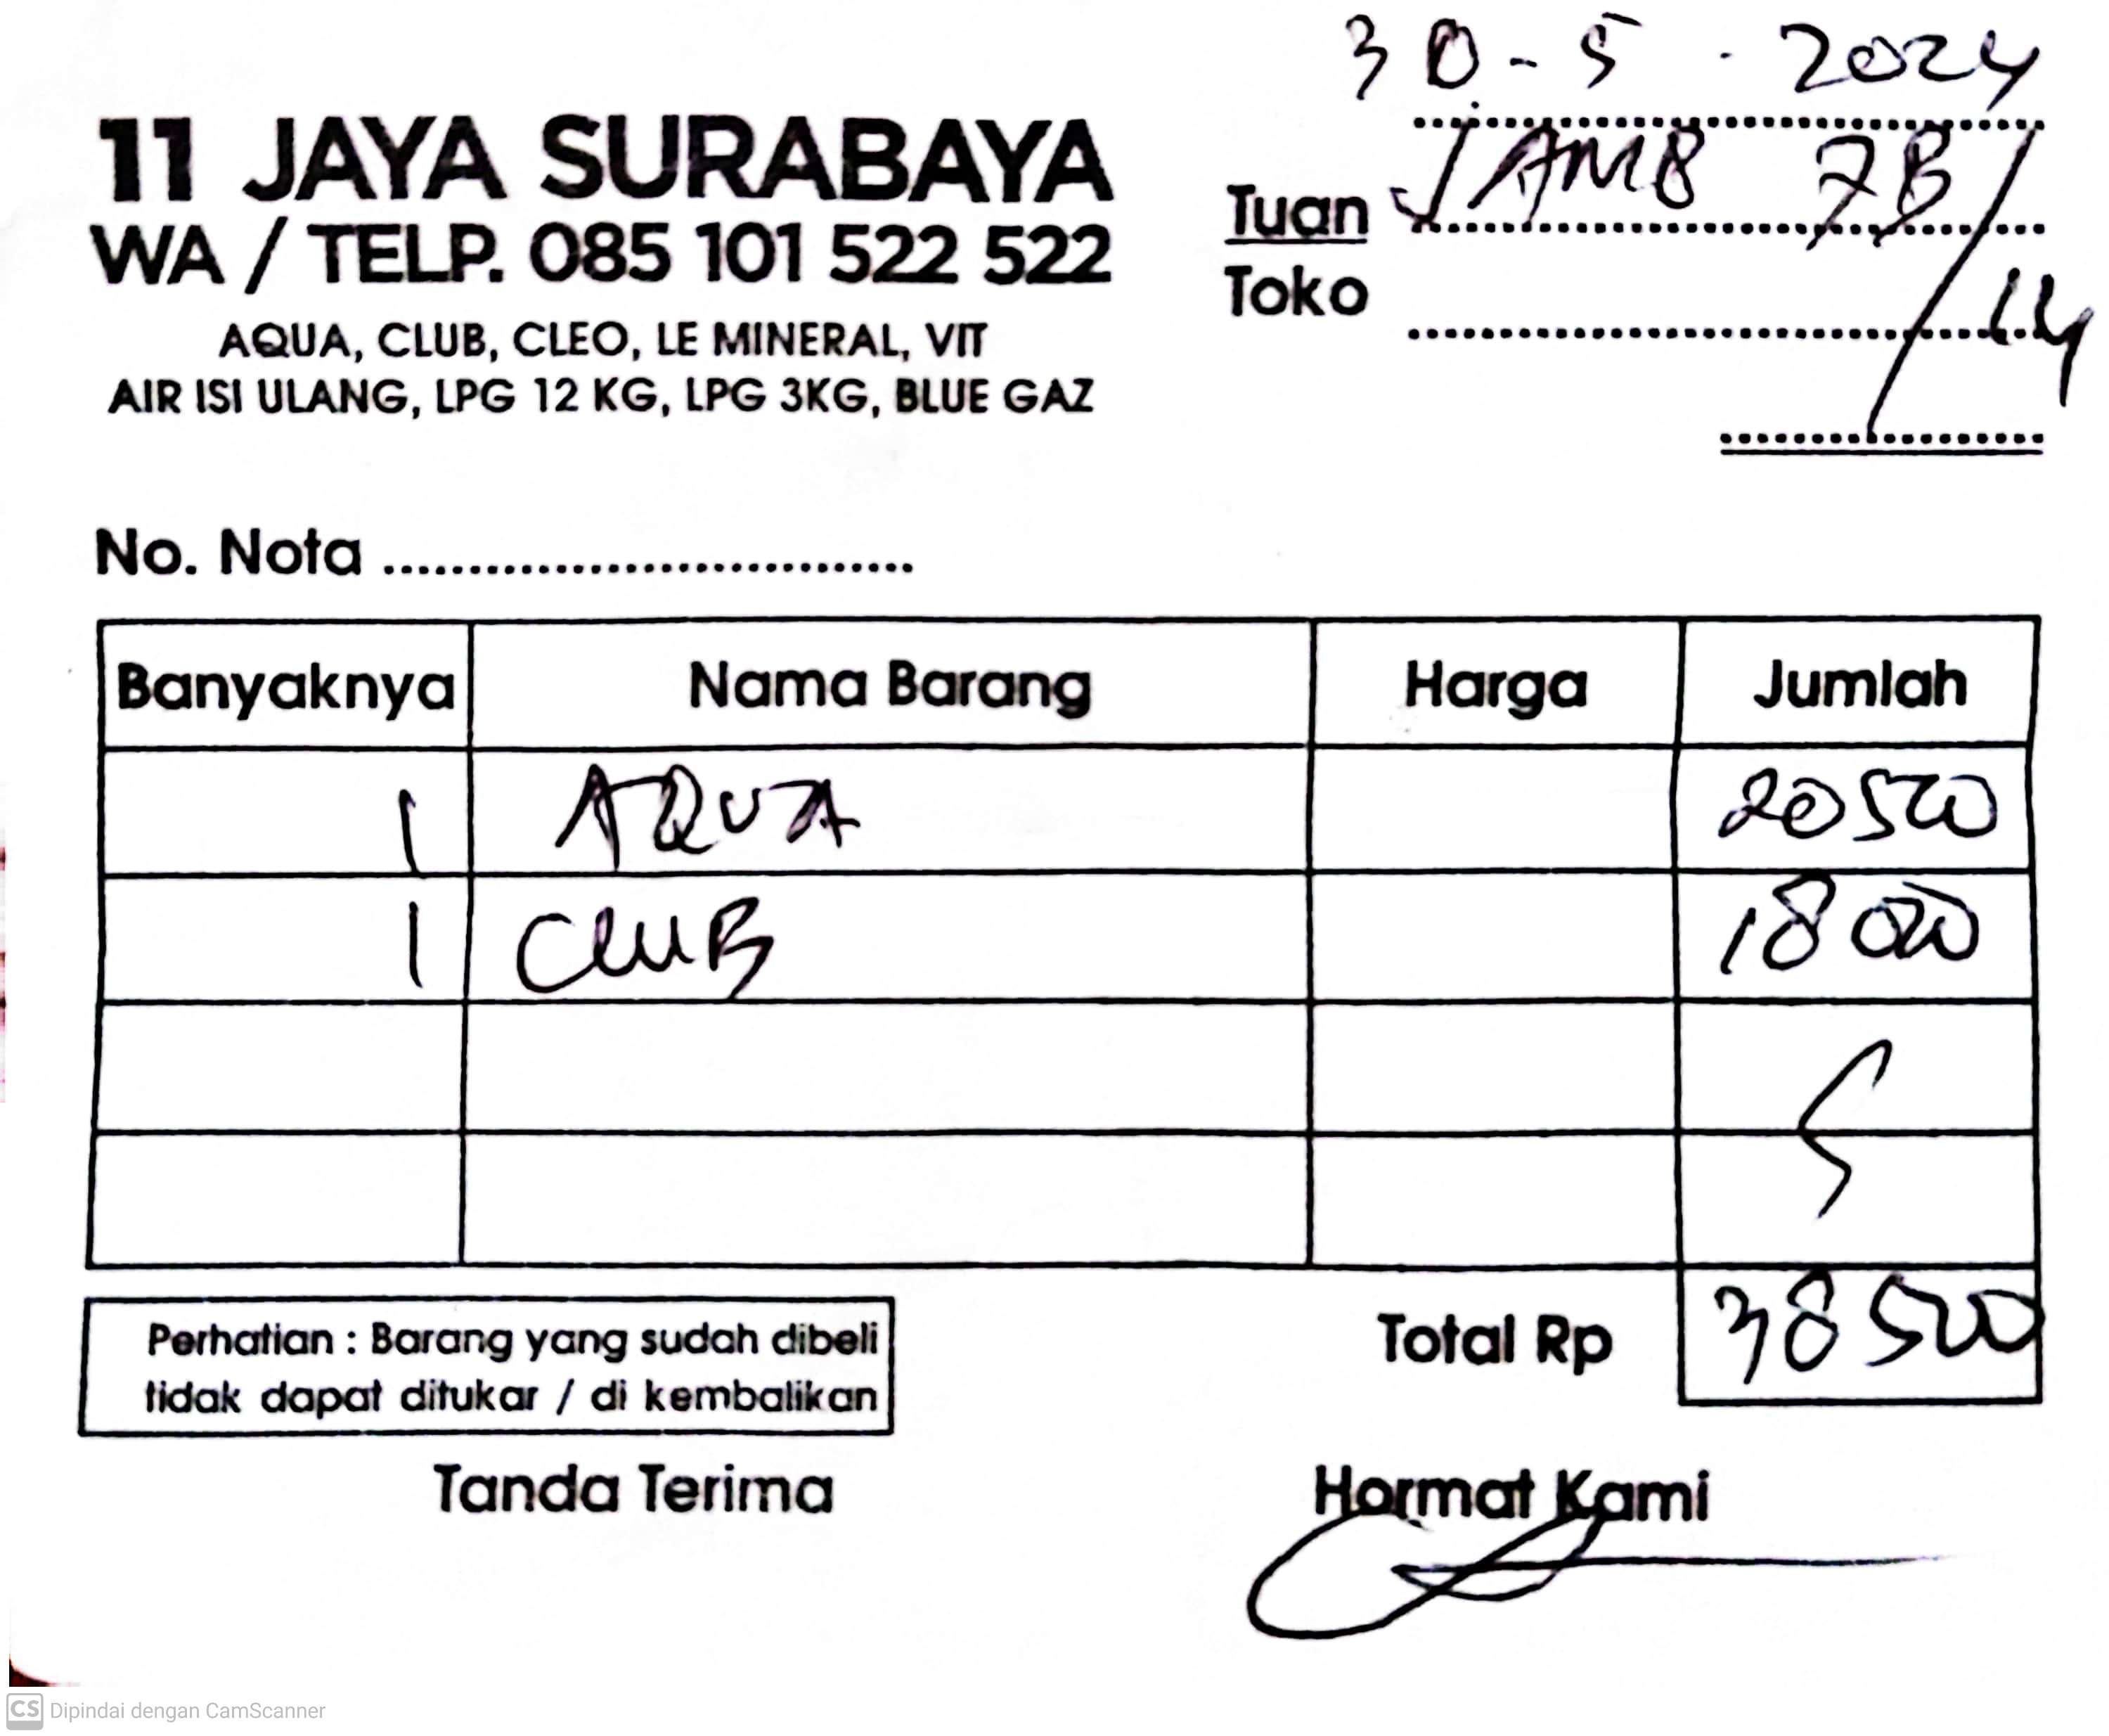 30-5-2024
11 JAYA SURABAYA
WA / TELP. 085 101 522 522
AQUA, CLUB, CLEO, LE MINERAL, VIT
AIR ISI ULANG, LPG 12 KG, LPG 3KG, BLUE GAZ
Tuan JAMB 7B/14
Toko
No. Nota
Banyaknya Nama Barang Harga Jumlah
1 AQUA 20500
1 CLUB 18000
Total Rp 38500
Perhatian : Barang yang sudah dibeli
tidak dapat ditukar / di kembalikan
Tanda Terima
Hormat Kami
CS Dipindai dengan CamScanner